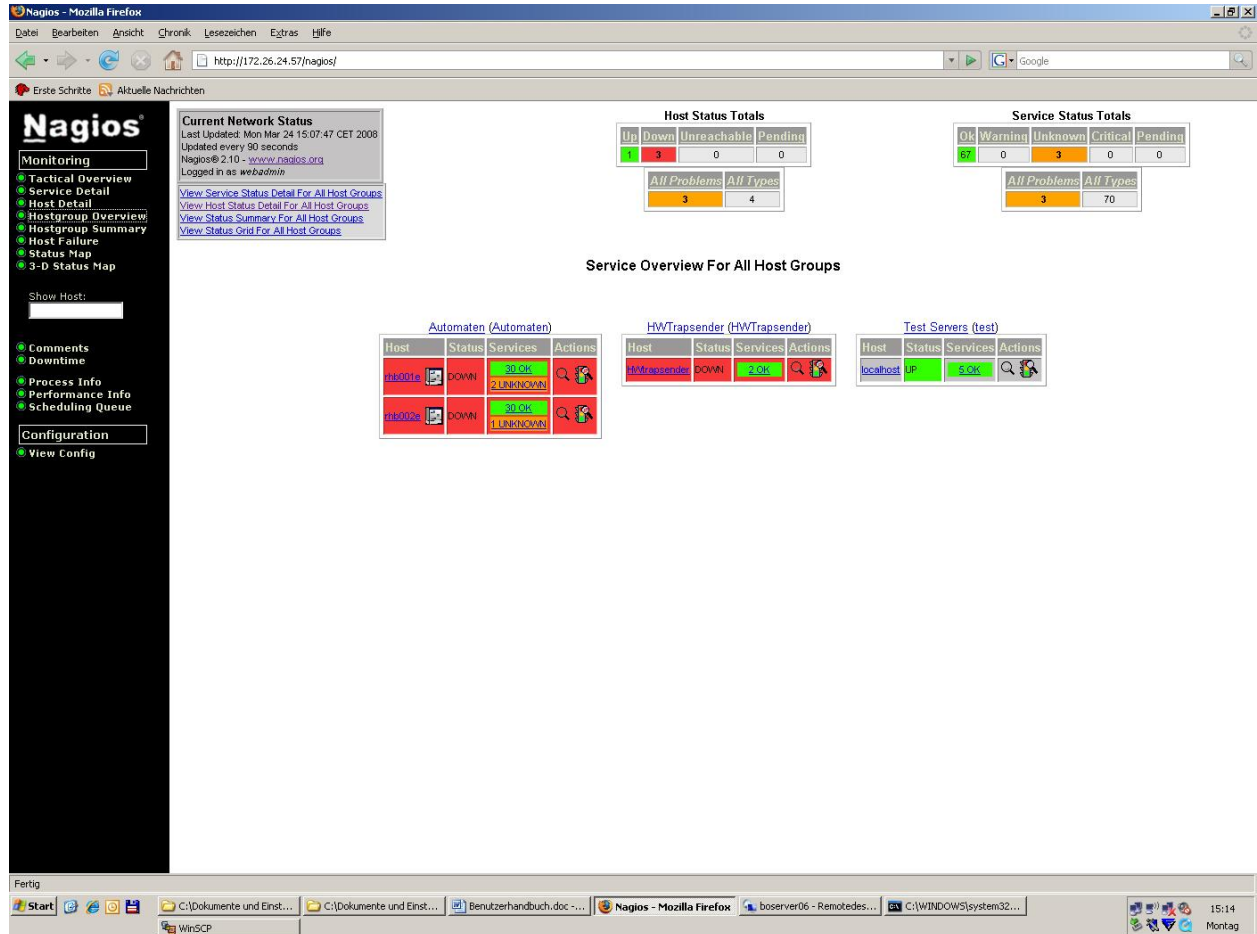 Nagios - Mozilla Firefox
Datei Bearbeiten Ansicht Chronik Lesezeichen Extras Hilfe
http://172.26.24.57/nagios/
G Google
Erste Schritte Aktuelle Nachrichten
Nagios®
Monitoring
Tactical Overview
Service Detail
Host Detail
Hostgroup Overview
Hostgroup Summary
Host Failure
Status Map
3-D Status Map
Show Host:
Comments
Downtime
Process Info
Performance Info
Scheduling Queue
Configuration
View Config
Current Network Status
Last Updated: Mon Mar 24 15:07:47 CET 2008
Updated every 90 seconds
Nagios® 2.10 - www.nagios.org
Logged in as webadmin
View Service Status Detail For All Host Groups
View Host Status Detail For All Host Groups
View Status Summary For All Host Groups
View Status Grid For All Host Groups
Host Status Totals
Up Down Unreachable Pending
1 3 0 0
All Problems All Types
3 4
Service Status Totals
Ok Warning Unknown Critical Pending
67 0 3 0 0
All Problems All Types
3 70
Service Overview For All Host Groups
Automaten (Automaten)
Host Status Services Actions
rhb001e DOWN 30 OK
2 UNKNOWN
rhb002e DOWN 30 OK
1 UNKNOWN
HWTrapsender (HWTrapsender)
Host Status Services Actions
HWtrapsender DOWN 2 OK
Test Servers (test)
Host Status Services Actions
localhost UP 5 OK
Fertig
Start C:\Dokumente und Einst... C:\Dokumente und Einst... Benutzerhandbuch.doc -... Nagios - Mozilla Firefox boserver06 - Remotedes... C:\WINDOWS\system32... 15:14
WinSCP Montag